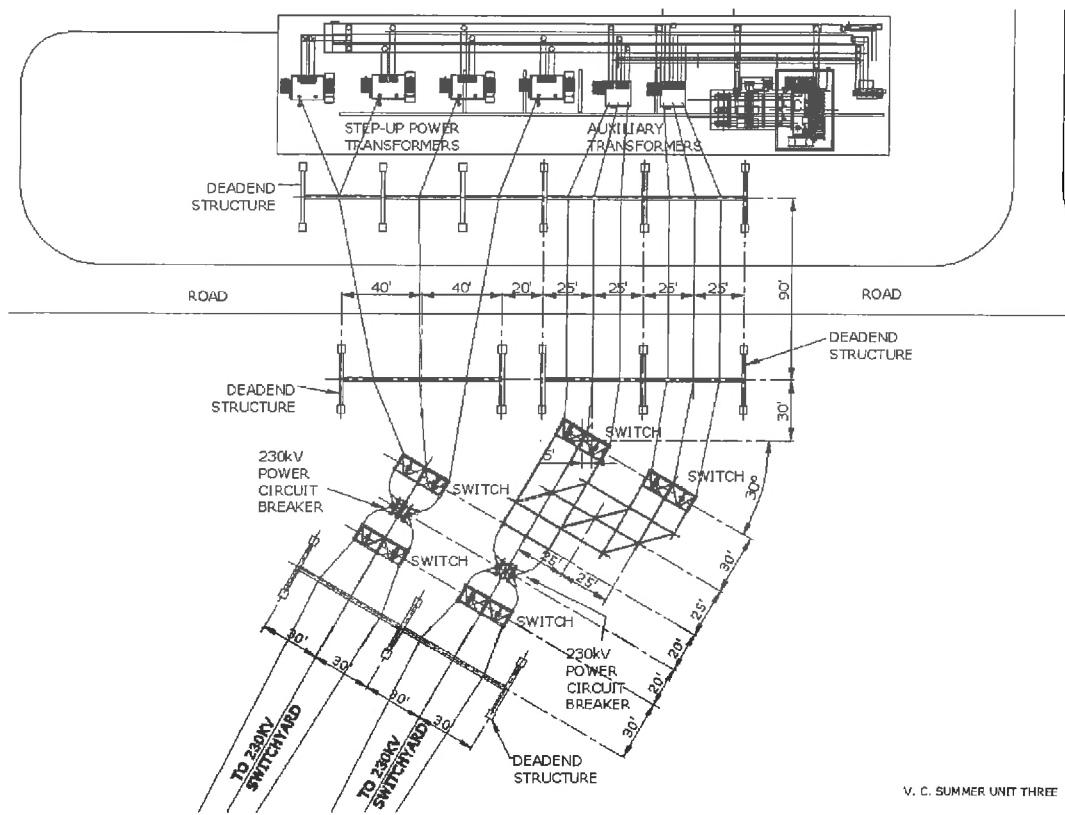 STEP-UP POWER
TRANSFORMERS
AUXILIARY
TRANSFORMERS
DEADEND
STRUCTURE
ROAD
40'
40'
20'
25'
25'
25'
25'
90'
ROAD
DEADEND
STRUCTURE
DEADEND
STRUCTURE
30'
SWITCH
5'
230kV
POWER
CIRCUIT
BREAKER
SWITCH
SWITCH
30°
SWITCH
25'
25'
30'
25'
20'
20'
30'
SWITCH
30'
30'
30'
30'
230kV
POWER
CIRCUIT
BREAKER
TO 230KV
SWITCHYARD
TO 230KV
SWITCHYARD
DEADEND
STRUCTURE
V. C. SUMMER UNIT THREE